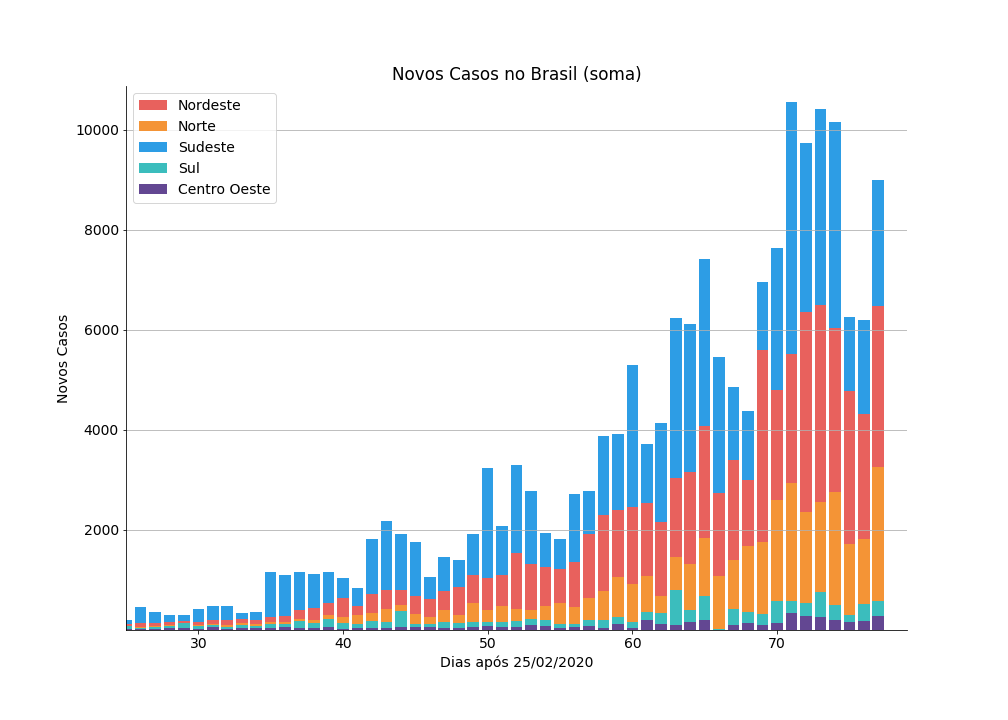 Novos Casos no Brasil (soma)
Nordeste
Norte
Sudeste
Sul
Centro Oeste
10000
8000
6000
4000
2000
Novos Casos
30 40 50 60 70
Dias após 25/02/2020